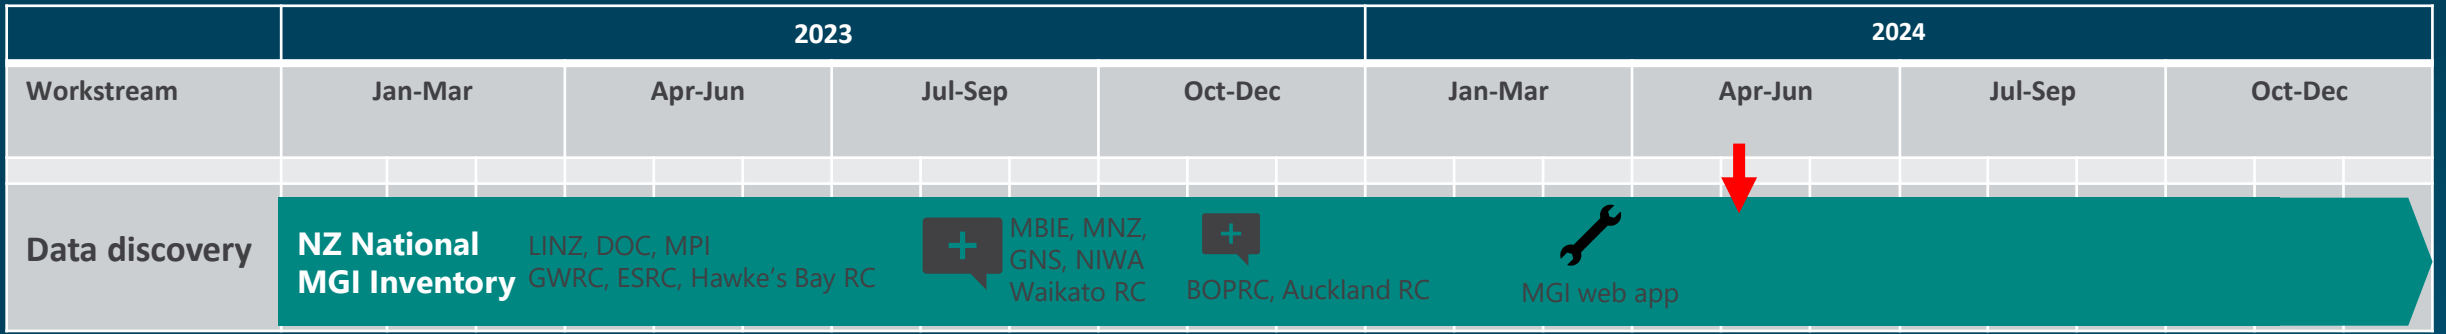 2023
2024
Workstream
Jan-Mar
Apr-Jun
Jul-Sep
Oct-Dec
Jan-Mar
Apr-Jun
Jul-Sep
Oct-Dec
Data discovery
NZ National
MGI Inventory
LINZ, DOC, MPI
GWRC, ESRC, Hawke's Bay RC
MBIE, MNZ,
GNS, NIWA
Waikato RC
BOPRC, Auckland RC
MGI web app